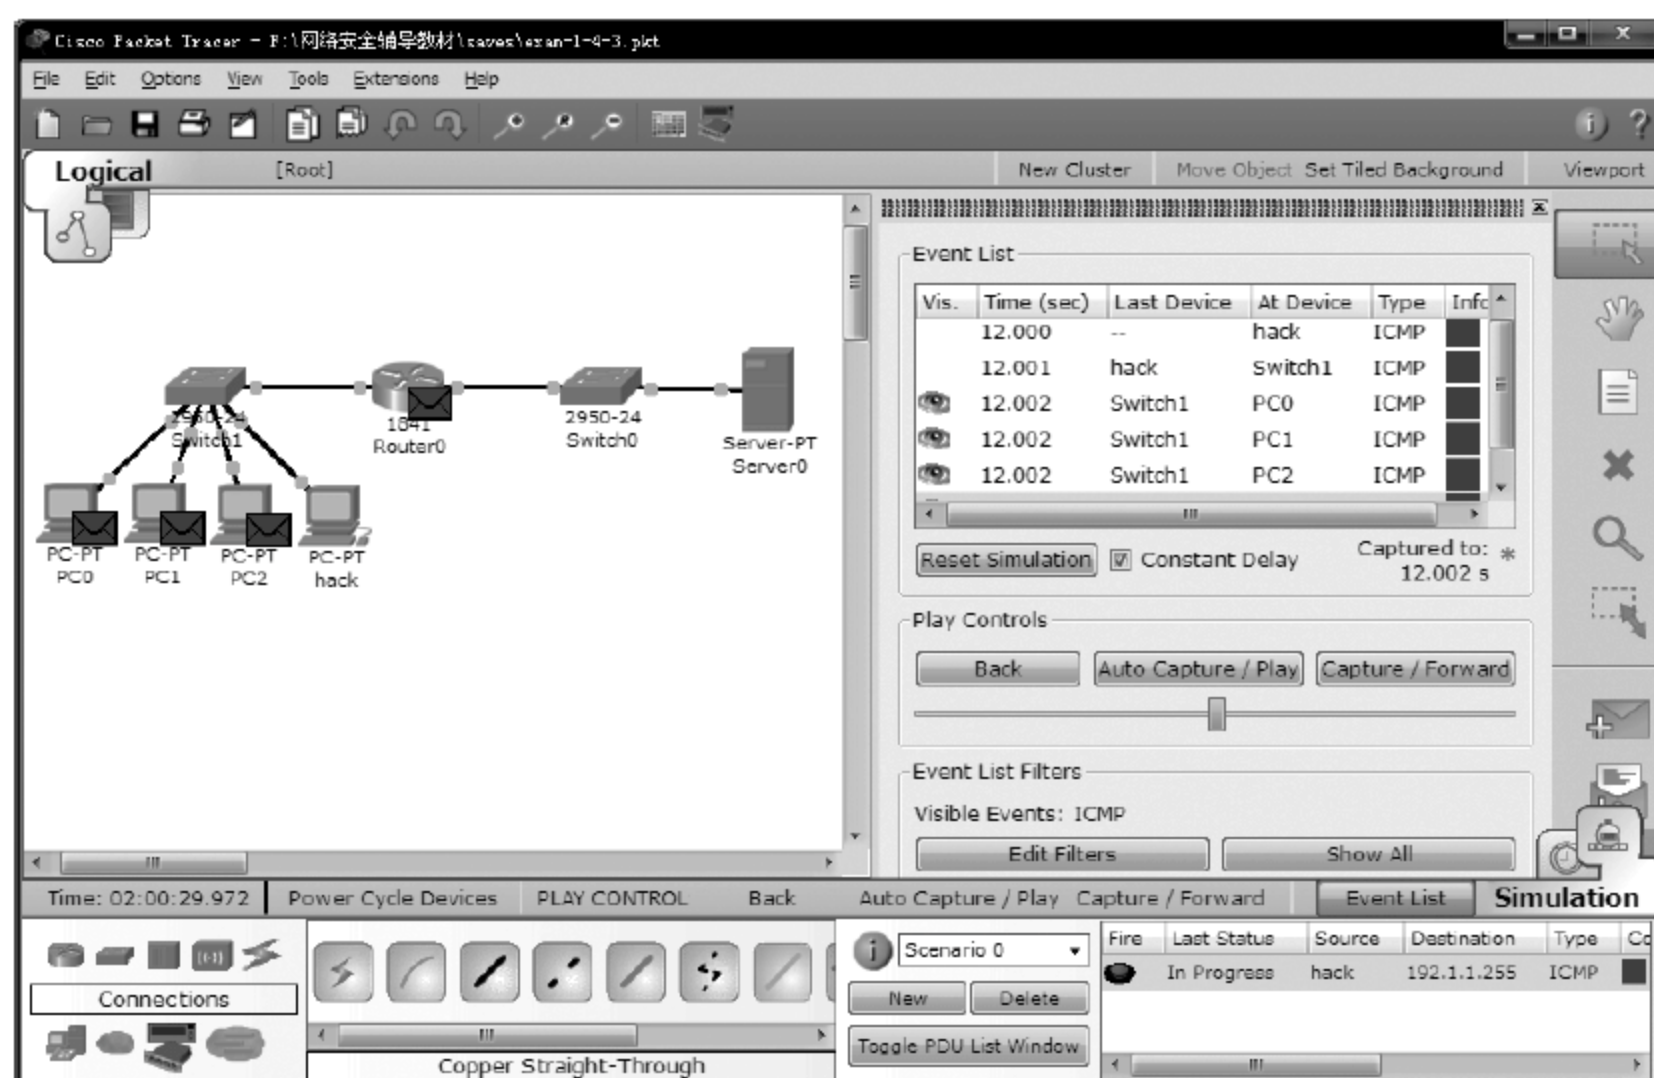 Cisco Packet Tracer - F:\网络安全辅导教材\saves\exam-1-4-3.pkt
File Edit Options View Tools Extensions Help
Logical [Root] New Cluster Move Object Set Tiled Background Viewport
Event List
Vis. Time (sec) Last Device At Device Type Info
12.000 -- hack ICMP
12.001 hack Switch1 ICMP
12.002 Switch1 PC0 ICMP
12.002 Switch1 PC1 ICMP
12.002 Switch1 PC2 ICMP
2950-24
Switch1
1841
Router0
2950-24
Switch0
Server-PT
Server0
PC-PT
PC0
PC-PT
PC1
PC-PT
PC2
PC-PT
hack
Reset Simulation Constant Delay Captured to: *
12.002 s
Play Controls
Back Auto Capture / Play Capture / Forward
Event List Filters
Visible Events: ICMP
Edit Filters Show All
Time: 02:00:29.972 Power Cycle Devices PLAY CONTROL Back Auto Capture / Play Capture / Forward Event List Simulation
Connections
Copper Straight-Through
Scenario 0
New Delete
Toggle PDU List Window
Fire Last Status Source Destination Type Co
In Progress hack 192.1.1.255 ICMP